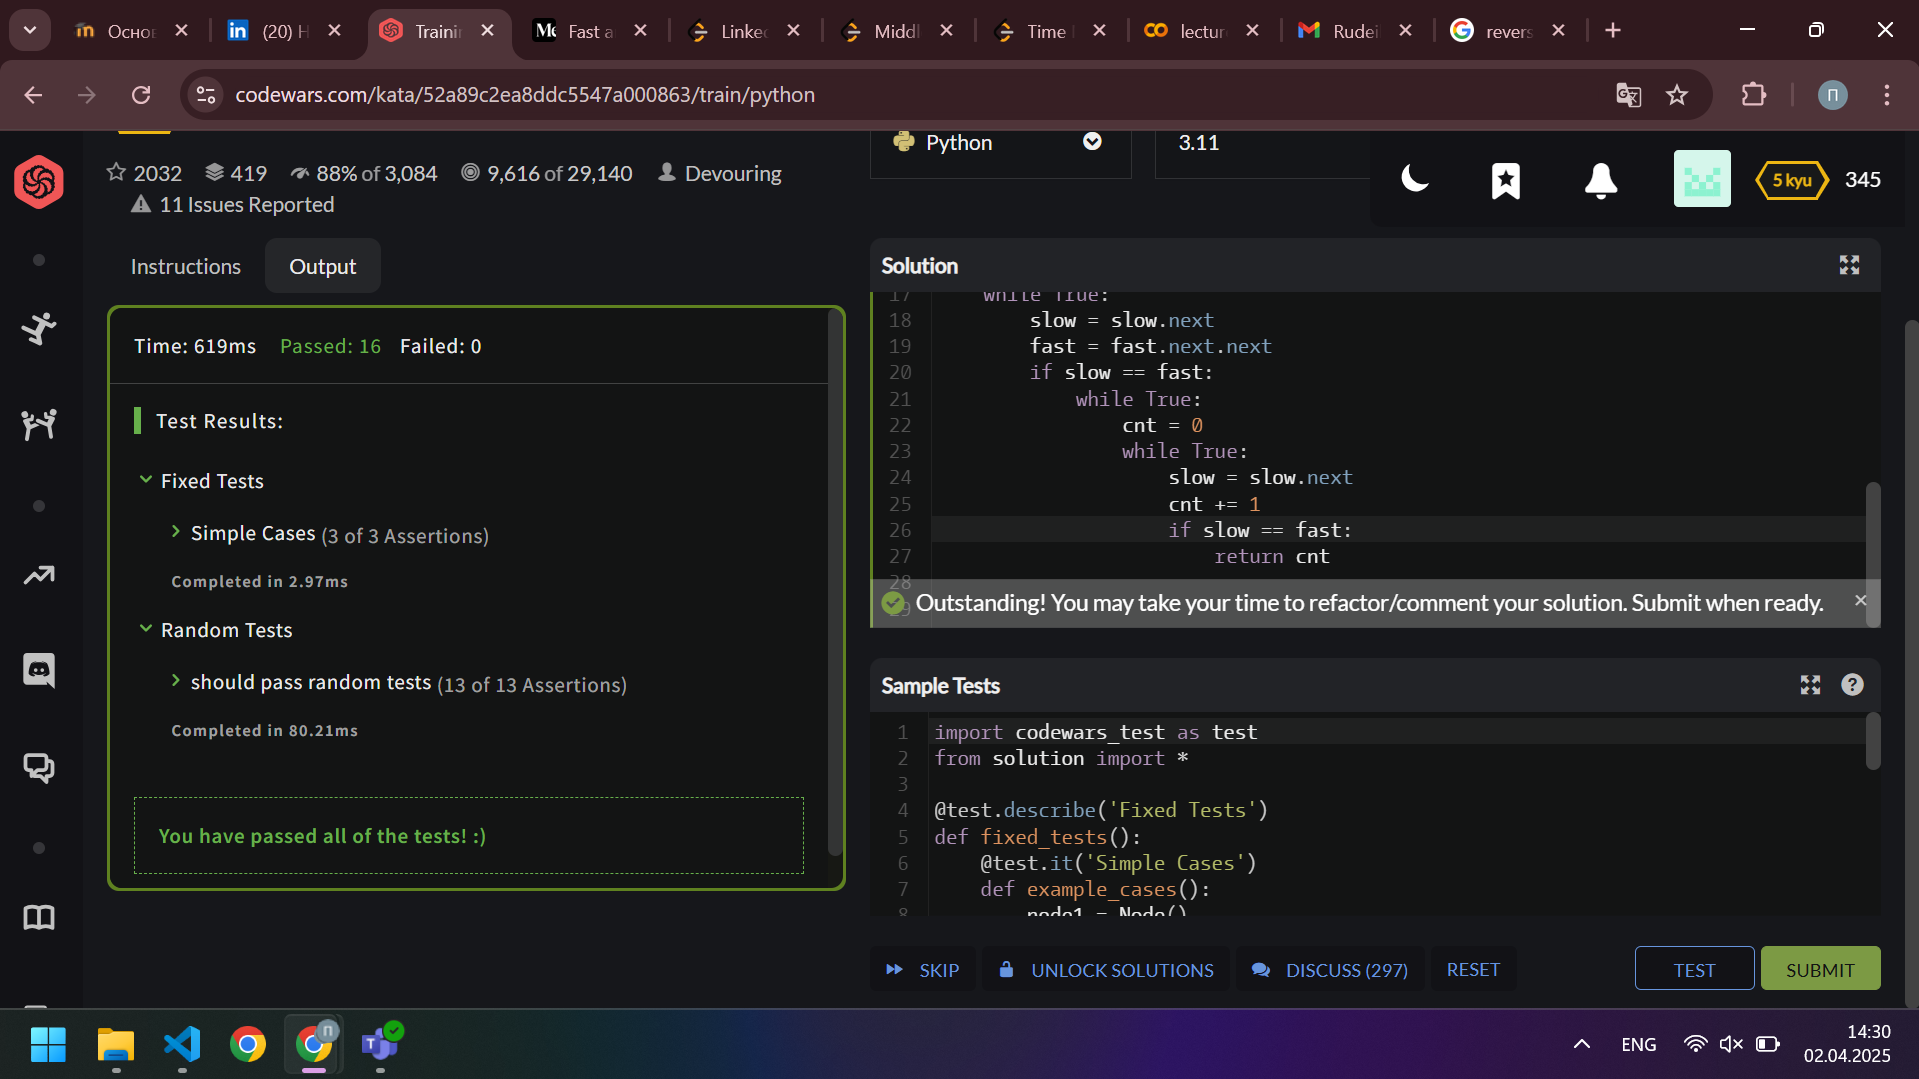 Осно
(20) H
Traini
Fast a
Linke
Middl
Time
lectur
Rudei
revers
codewars.com/kata/52a89c2ea8ddc5547a000863/train/python
П
Python
3.11
2032
419
88% of 3,084
9,616 of 29,140
Devouring
11 Issues Reported
5 kyu
345
Instructions
Output
Time: 619ms Passed: 16 Failed: 0
Test Results:
Fixed Tests
Simple Cases (3 of 3 Assertions)
Completed in 2.97ms
Random Tests
should pass random tests (13 of 13 Assertions)
Completed in 80.21ms
You have passed all of the tests! :)
Solution
17 while True:
18 slow = slow.next
19 fast = fast.next.next
20 if slow == fast:
21 while True:
22 cnt = 0
23 while True:
24 slow = slow.next
25 cnt += 1
26 if slow == fast:
27 return cnt
28
29
Outstanding! You may take your time to refactor/comment your solution. Submit when ready.
Sample Tests
1 import codewars_test as test
2 from solution import *
3
4 @test.describe('Fixed Tests')
5 def fixed_tests():
6 @test.it('Simple Cases')
7 def example_cases():
8 node1 = Node()
SKIP
UNLOCK SOLUTIONS
DISCUSS (297)
RESET
TEST
SUBMIT
ENG
14:30
02.04.2025